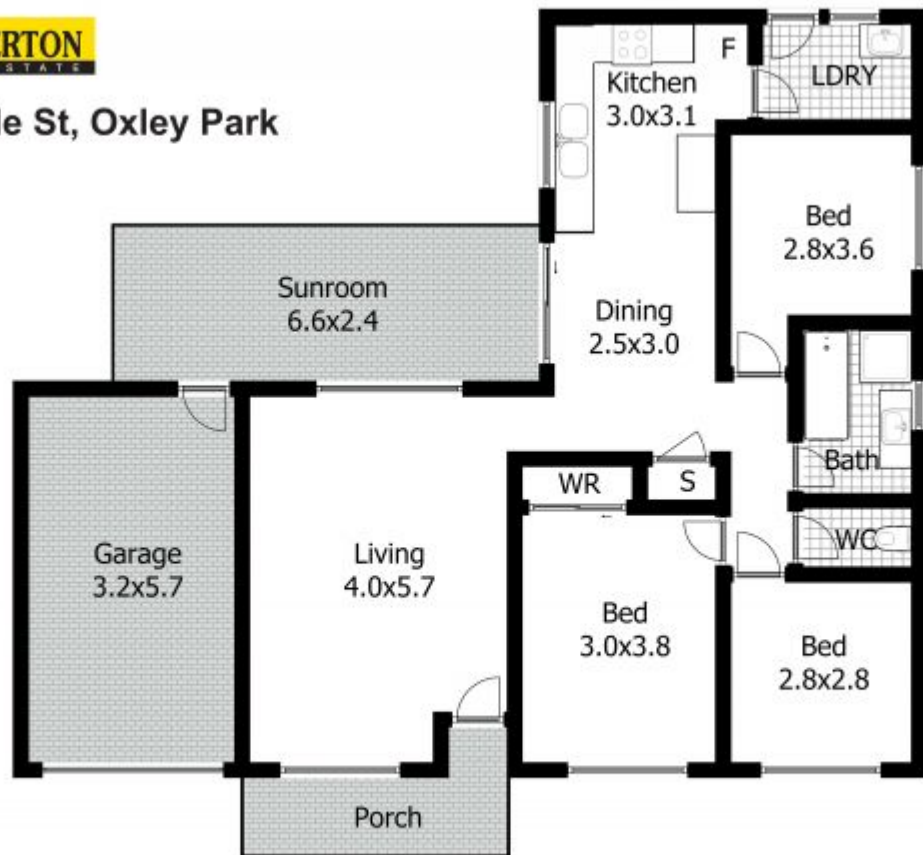 ERTON
STATE
le St, Oxley Park
F
Kitchen
3.0x3.1
LDRY
Bed
2.8x3.6
Sunroom
6.6x2.4
Dining
2.5x3.0
Bath
WR
S
WC
Garage
3.2x5.7
Living
4.0x5.7
Bed
3.0x3.8
Bed
2.8x2.8
Porch